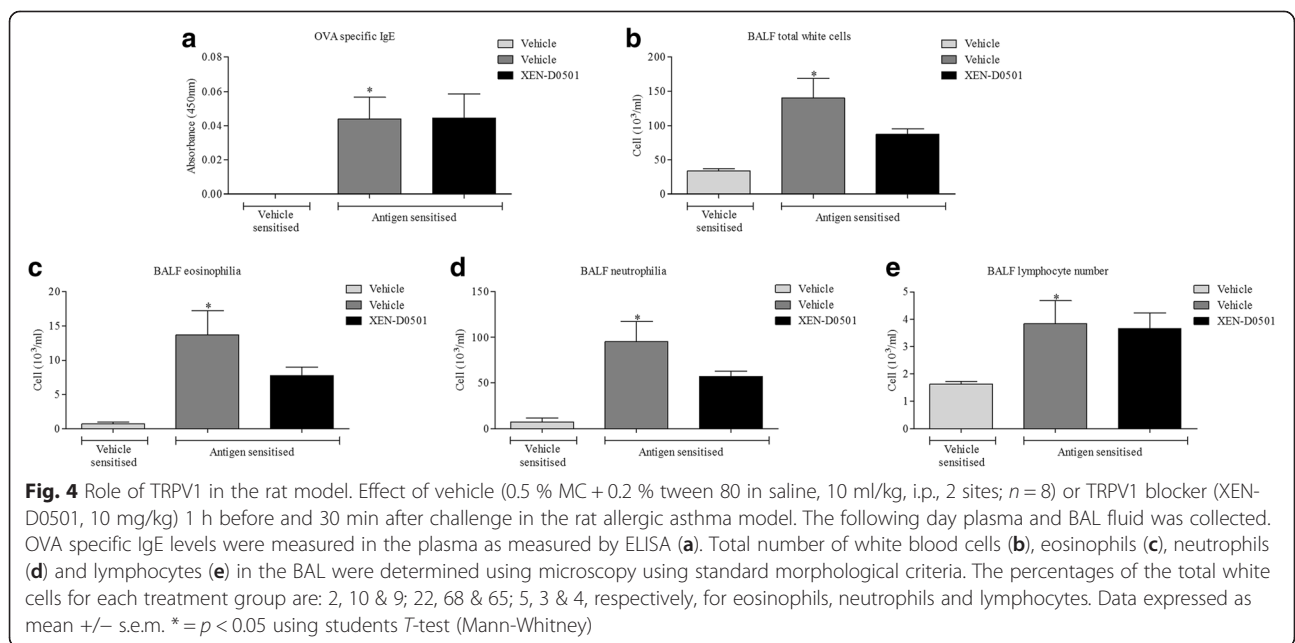 a
OVA specific IgE
Vehicle
Vehicle
XEN-D0501
Absorbance (450nm)
0.08
0.06
0.04
0.02
0.00
*
Vehicle
sensitised
Antigen sensitised
b
BALF total white cells
Vehicle
Vehicle
XEN-D0501
Cell (10³/ml)
200
150
100
50
0
*
Vehicle
sensitised
Antigen sensitised
c
BALF eosinophilia
Vehicle
Vehicle
XEN-D0501
Cell (10³/ml)
20
15
10
5
0
*
Vehicle
sensitised
Antigen sensitised
d
BALF neutrophilia
Vehicle
Vehicle
XEN-D0501
Cell (10³/ml)
150
100
50
0
*
Vehicle
sensitised
Antigen sensitised
e
BALF lymphocyte number
Vehicle
Vehicle
XEN-D0501
Cell (10³/ml)
5
4
3
2
1
0
*
Vehicle
sensitised
Antigen sensitised
Fig. 4 Role of TRPV1 in the rat model. Effect of vehicle (0.5 % MC + 0.2 % tween 80 in saline, 10 ml/kg, i.p., 2 sites; n = 8) or TRPV1 blocker (XEN-
D0501, 10 mg/kg) 1 h before and 30 min after challenge in the rat allergic asthma model. The following day plasma and BAL fluid was collected.
OVA specific IgE levels were measured in the plasma as measured by ELISA (a). Total number of white blood cells (b), eosinophils (c), neutrophils
(d) and lymphocytes (e) in the BAL were determined using microscopy using standard morphological criteria. The percentages of the total white
cells for each treatment group are: 2, 10 & 9; 22, 68 & 65; 5, 3 & 4, respectively, for eosinophils, neutrophils and lymphocytes. Data expressed as
mean +/− s.e.m. * = p < 0.05 using students T-test (Mann-Whitney)